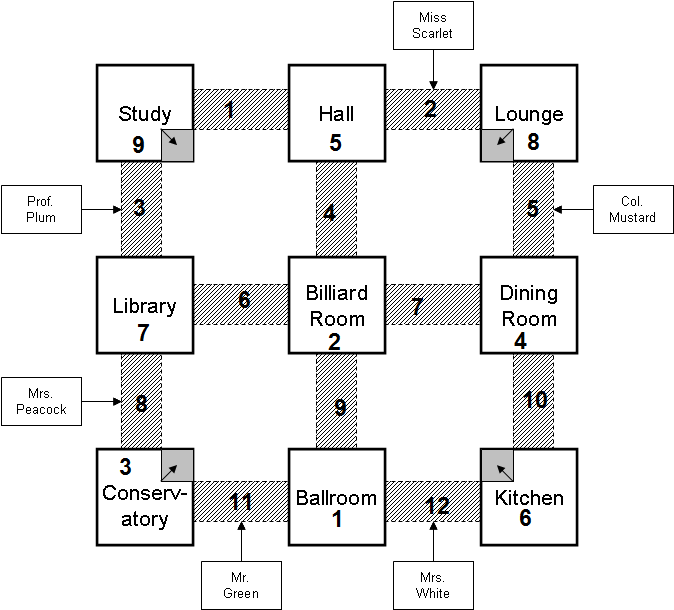 Miss
Scarlet
Study
9
1
Hall
5
2
Lounge
8
Prof.
Plum
3
4
5
Col.
Mustard
Library
7
6
Billiard
Room
2
7
Dining
Room
4
Mrs.
Peacock
8
9
10
3
Conserv-
atory
11
Ballroom
1
12
Kitchen
6
Mr.
Green
Mrs.
White